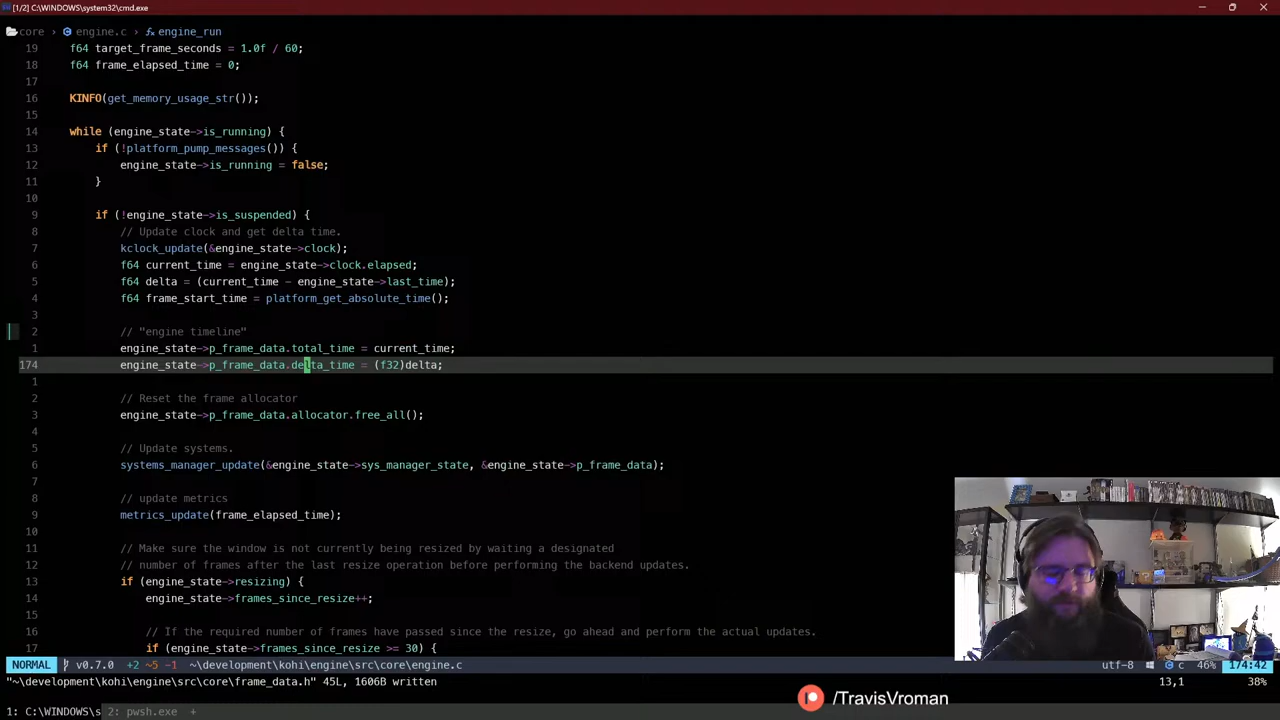 [1/2] C:\WINDOWS\system32\cmd.exe
core > engine.c > engine_run
19 f64 target_frame_seconds = 1.0f / 60;
18 f64 frame_elapsed_time = 0;
17
16 KINFO(get_memory_usage_str());
15
14 while (engine_state->is_running) {
13 if (!platform_pump_messages()) {
12 engine_state->is_running = false;
11 }
10
9 if (!engine_state->is_suspended) {
8 // Update clock and get delta time.
7 kclock_update(&engine_state->clock);
6 f64 current_time = engine_state->clock.elapsed;
5 f64 delta = (current_time - engine_state->last_time);
4 f64 frame_start_time = platform_get_absolute_time();
3
2 // "engine timeline"
1 engine_state->p_frame_data.total_time = current_time;
174 engine_state->p_frame_data.delta_time = (f32)delta;
1
2 // Reset the frame allocator
3 engine_state->p_frame_data.allocator.free_all();
4
5 // Update systems.
6 systems_manager_update(&engine_state->sys_manager_state, &engine_state->p_frame_data);
7
8 // update metrics
9 metrics_update(frame_elapsed_time);
10
11 // Make sure the window is not currently being resized by waiting a designated
12 // number of frames after the last resize operation before performing the backend updates.
13 if (engine_state->resizing) {
14 engine_state->frames_since_resize++;
15
16 // If the required number of frames have passed since the resize, go ahead and perform the actual updates.
17 if (engine_state->frames_since_resize >= 30) {
NORMAL v0.7.0 +2 ~5 -1 ~\development\kohi\engine\src\core\engine.c utf-8 c 46% 174:42
"~\development\kohi\engine\src\core\frame_data.h" 45L, 1606B written 13,1 38%
/TravisVroman
1: C:\WINDOWS\s 2: pwsh.exe +